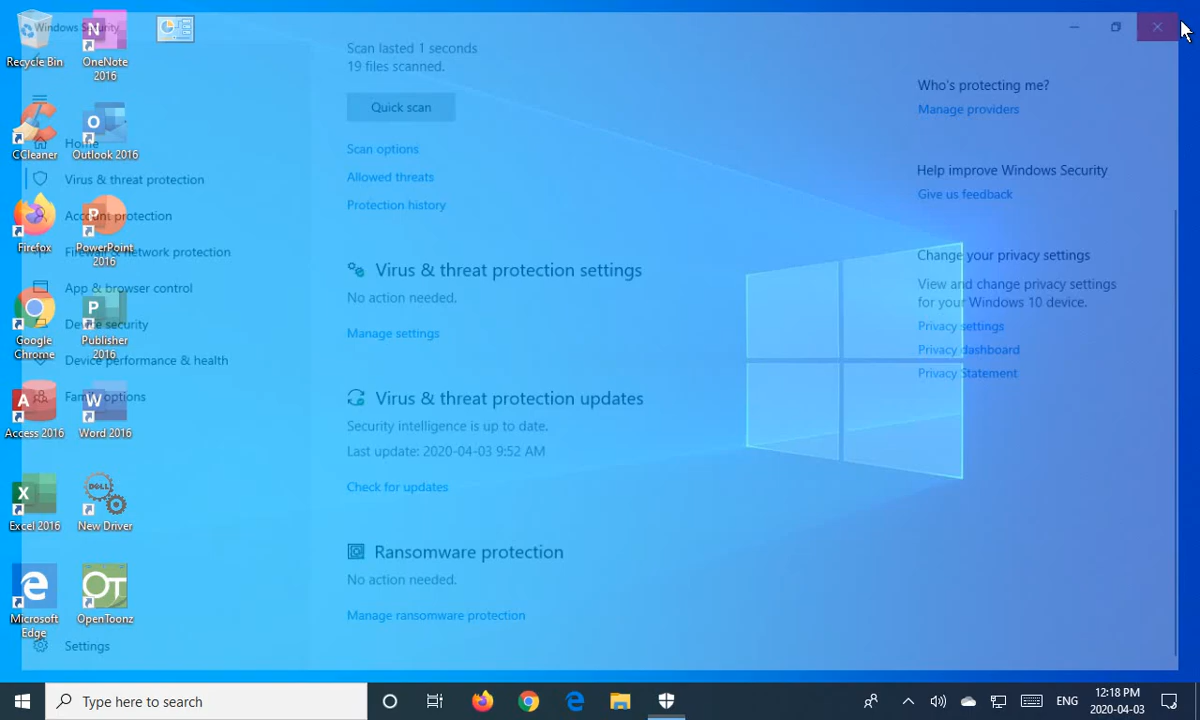 Windows Security
Recycle Bin
OneNote
2016
CCleaner
Outlook 2016
Firefox
PowerPoint
2016
Google
Chrome
Publisher
2016
Access 2016
Word 2016
Excel 2016
New Driver
Microsoft
Edge
OpenToonz
Home
Virus & threat protection
Account protection
Firewall & network protection
App & browser control
Device security
Device performance & health
Family options
Settings
Scan lasted 1 seconds
19 files scanned.
Quick scan
Scan options
Allowed threats
Protection history
Virus & threat protection settings
No action needed.
Manage settings
Virus & threat protection updates
Security intelligence is up to date.
Last update: 2020-04-03 9:52 AM
Check for updates
Ransomware protection
No action needed.
Manage ransomware protection
Who's protecting me?
Manage providers
Help improve Windows Security
Give us feedback
Change your privacy settings
View and change privacy settings
for your Windows 10 device.
Privacy settings
Privacy dashboard
Privacy Statement
Type here to search
ENG
12:18 PM
2020-04-03